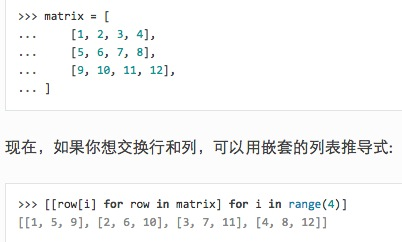 >>> matrix = [
...     [1, 2, 3, 4],
...     [5, 6, 7, 8],
...     [9, 10, 11, 12],
... ]
现在，如果你想交换行和列，可以用嵌套的列表推导式:
>>> [[row[i] for row in matrix] for i in range(4)]
[[1, 5, 9], [2, 6, 10], [3, 7, 11], [4, 8, 12]]